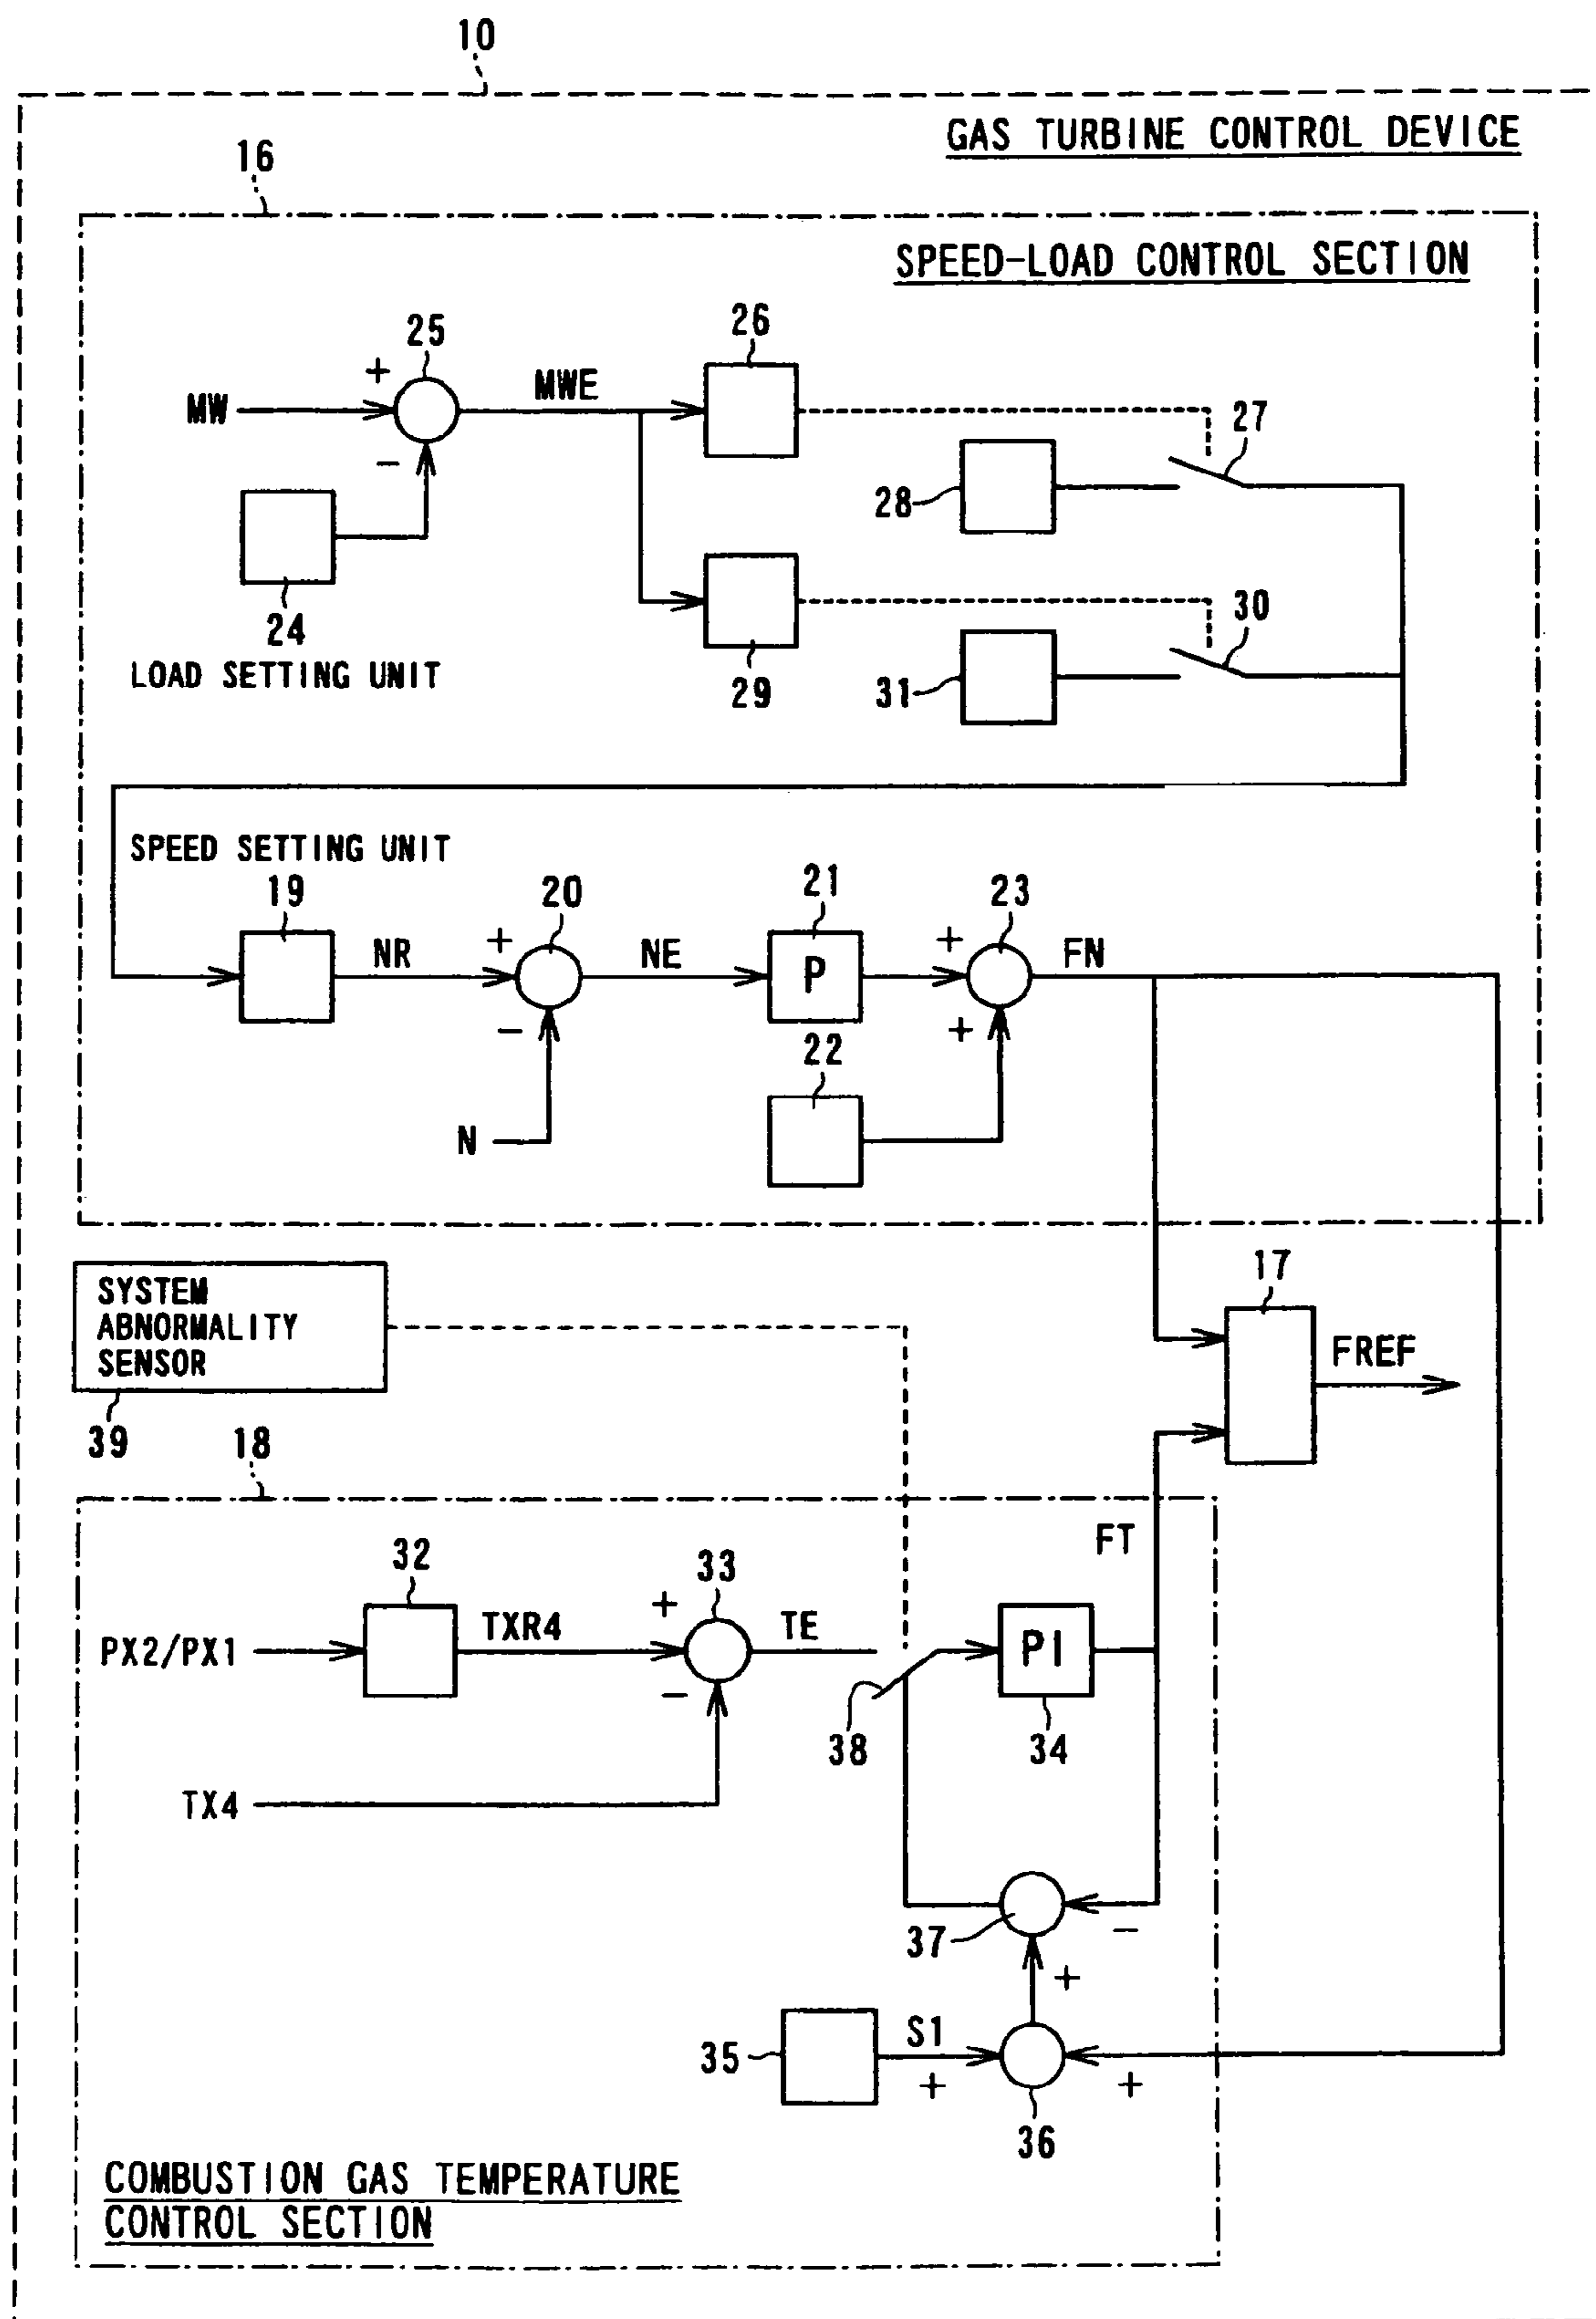 10
GAS TURBINE CONTROL DEVICE
16
SPEED-LOAD CONTROL SECTION
25
26
+
MWE
MW
27
−
28
24
30
LOAD SETTING UNIT
29
31
SPEED SETTING UNIT
19
20
21
23
+
+
NR
NE
P
FN
−
+
22
N
17
SYSTEM
ABNORMALITY
SENSOR
FREF
39
18
FT
32
33
+
TXR4
TE
PX2/PX1
PI
−
38
34
TX4
37
−
+
S1
35
+
+
36
COMBUSTION GAS TEMPERATURE
CONTROL SECTION